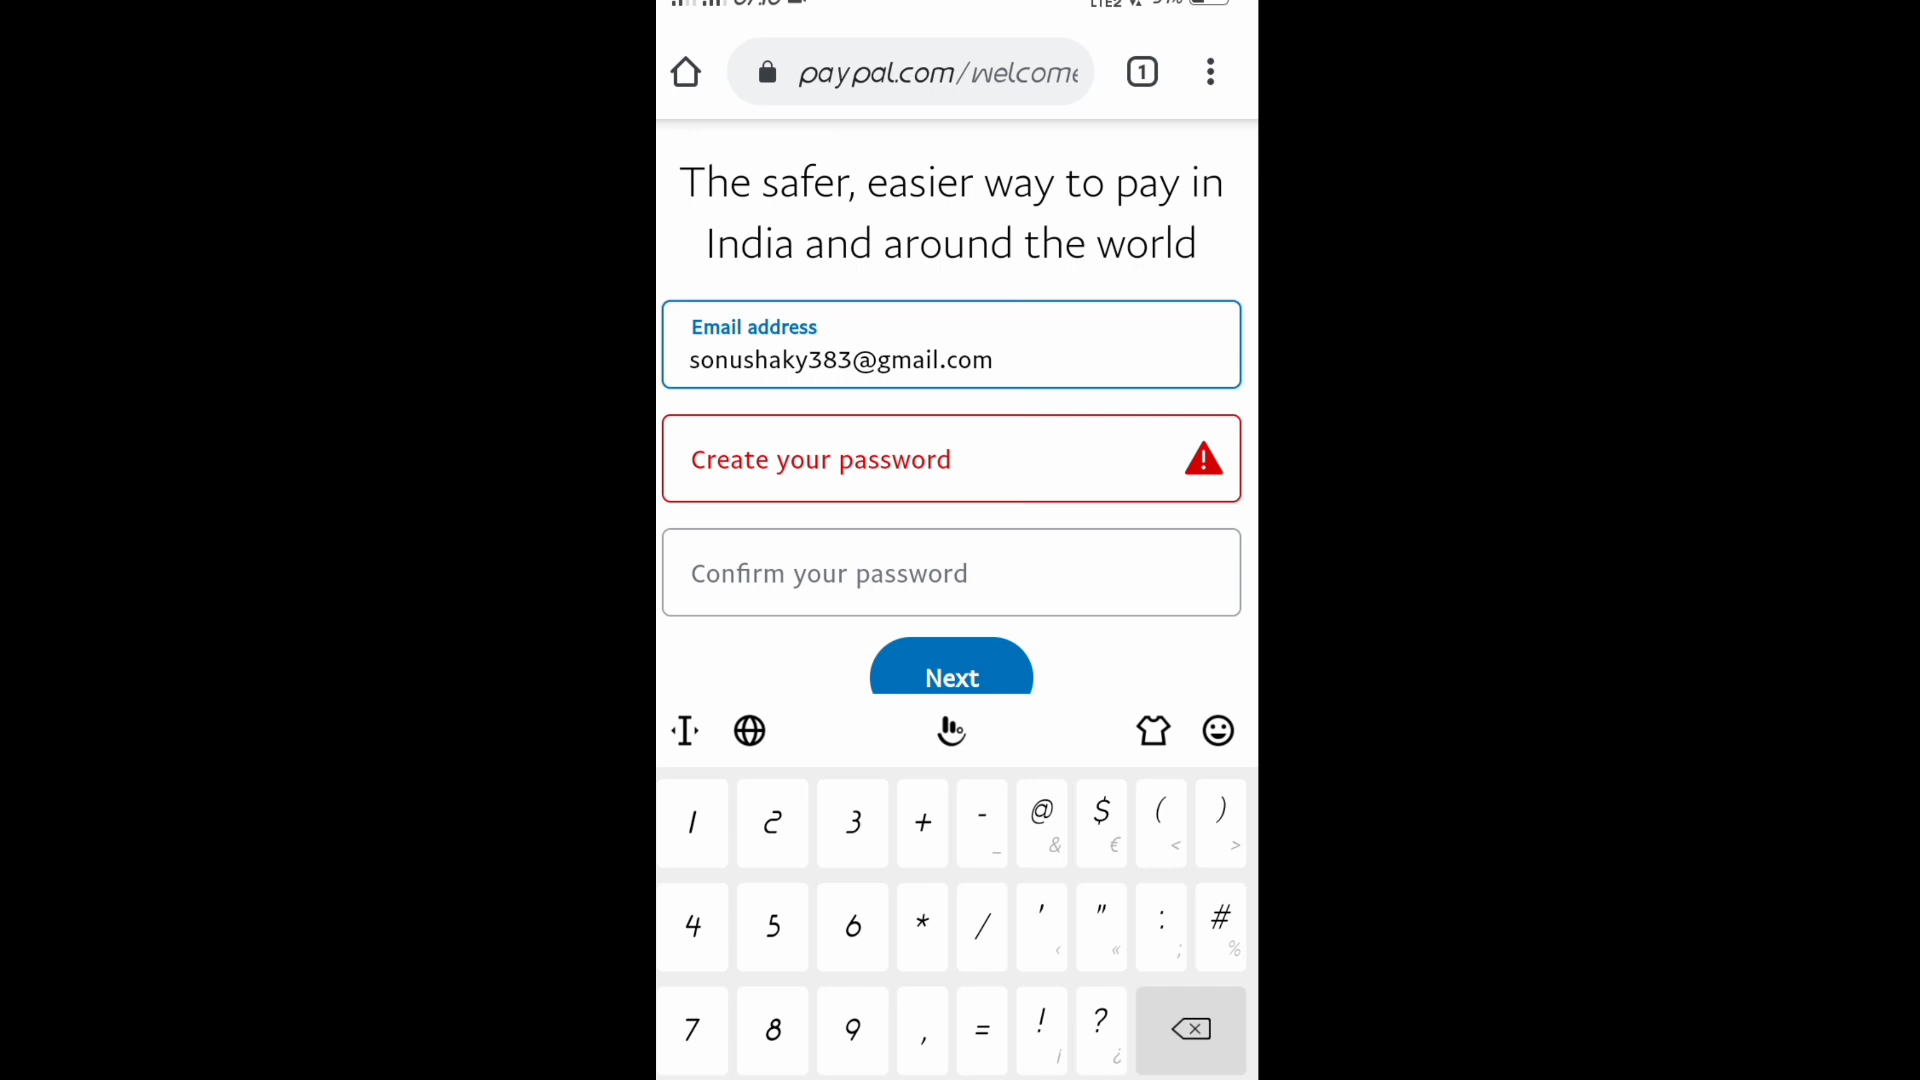 paypal.com/welcome
1
The safer, easier way to pay in
India and around the world
Email address
sonushaky383@gmail.com
Create your password
Confirm your password
Next
1 2 3 + - _ @ & $ € ( < ) >
4 5 6 * / ' ‹ " « : ; # %
7 8 9 , = ! ¡ ? ¿